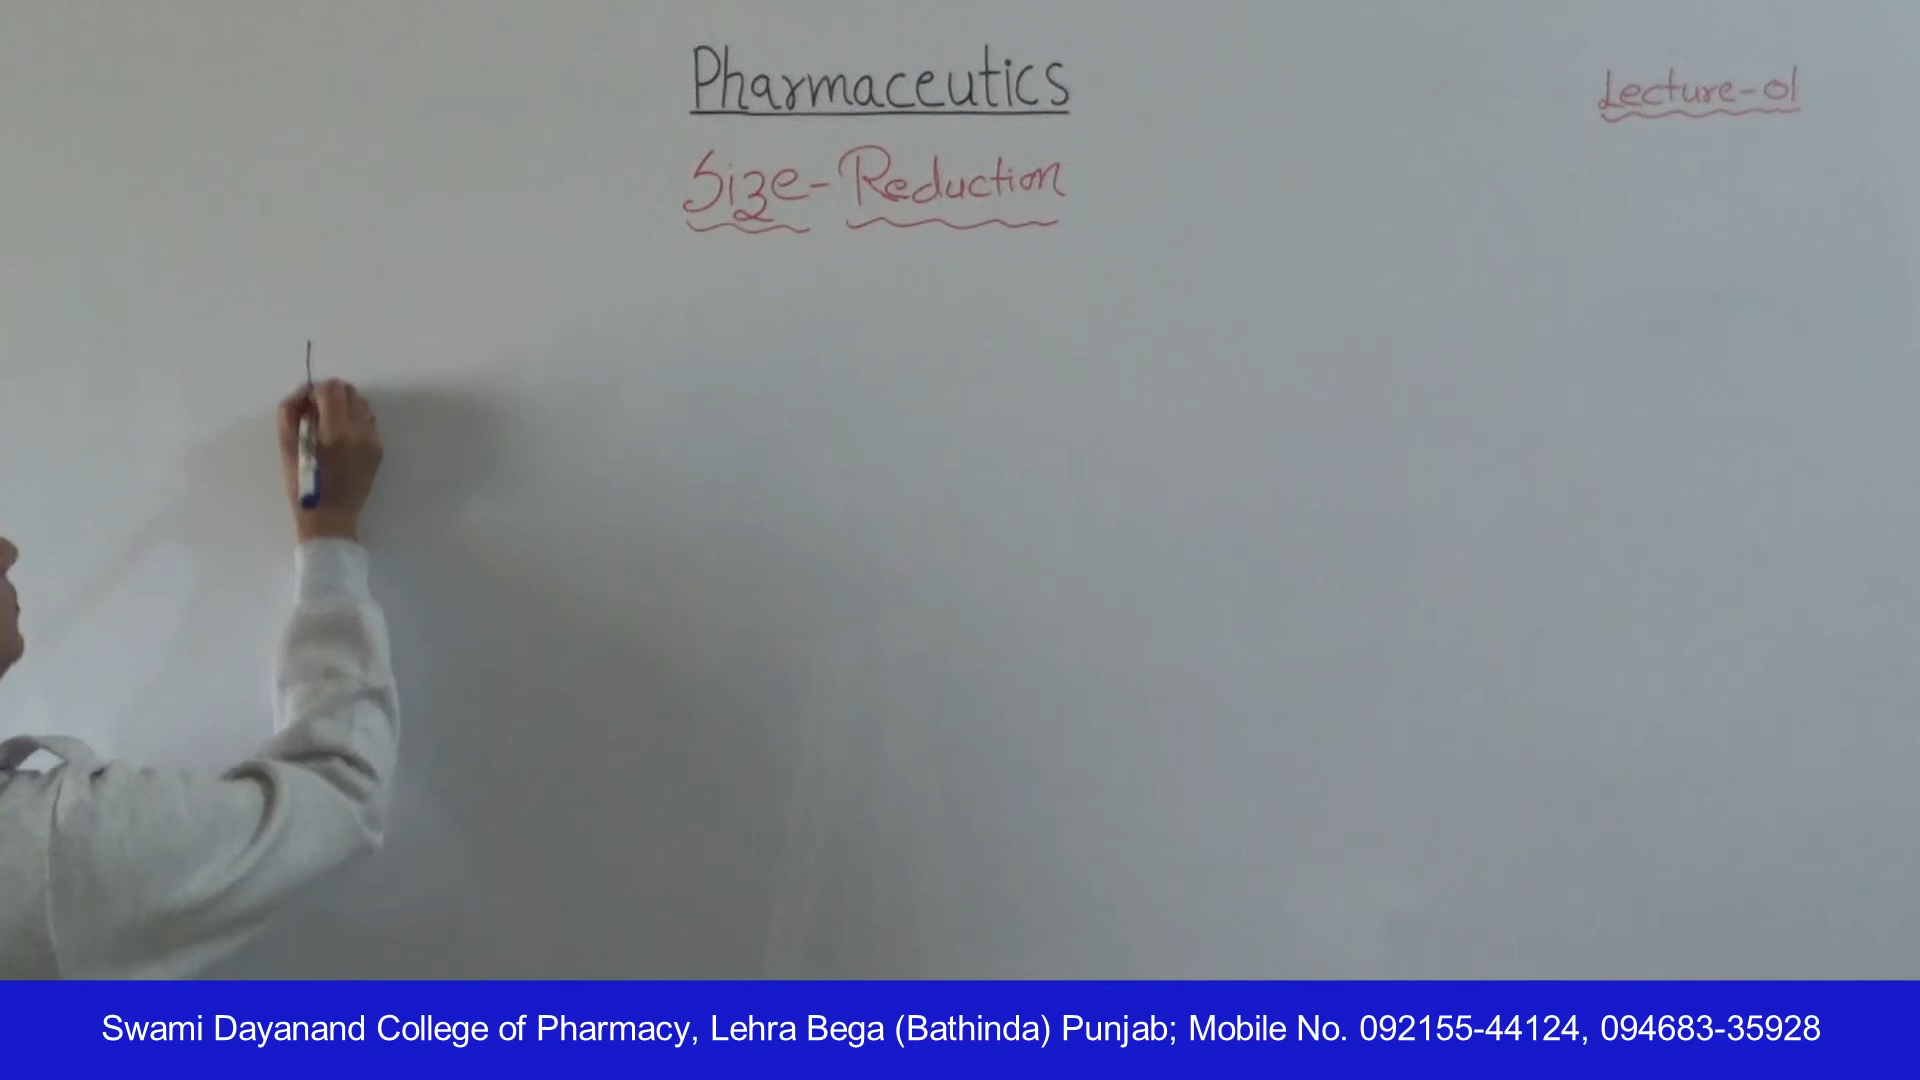 Pharmaceutics
Lecture-01
Size-Reduction
Swami Dayanand College of Pharmacy, Lehra Bega (Bathinda) Punjab; Mobile No. 092155-44124, 094683-35928